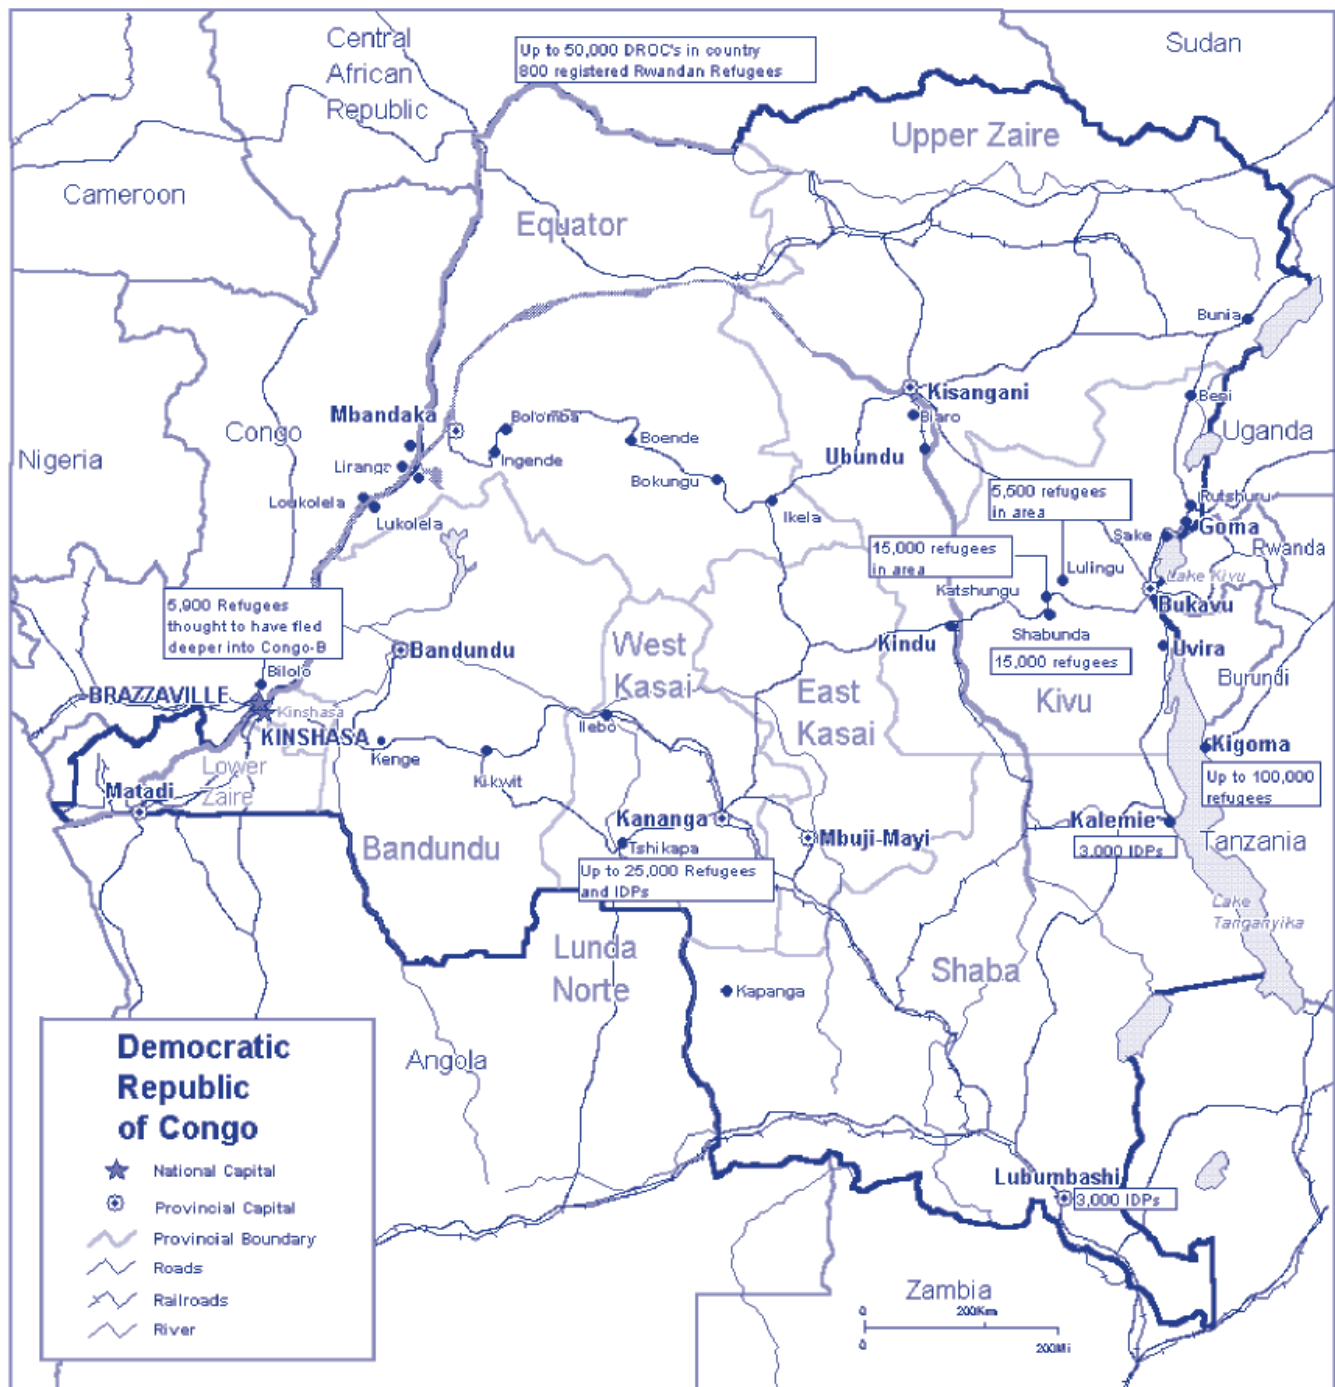 Central
African
Republic
Up to 50,000 DROC's in country
800 registered Rwandan Refugees
Sudan
Upper Zaire
Cameroon
Equator
Bunia
Kisangani
Beni
Mbandaka
Bolomba
Biaro
Congo
Boende
Uganda
Nigeria
Liranga
Ingende
Ubundu
Bokungu
5,500 refugees
in area
Loukolela
Rutshuru
Lukolela
Ikela
Goma
Sake
15,000 refugees
in area
Rwanda
Lulingu
Lake Kivu
Katshungu
5,900 Refugees
thought to have fled
deeper into Congo-B
Bukavu
West
Kasai
Shabunda
Kindu
Bandundu
Uvira
15,000 refugees
Bilolo
Burundi
BRAZZAVILLE
East
Kasai
Kivu
Kinshasa
Ilebo
KINSHASA
Kigoma
Kenge
Kikwit
Lower
Zaire
Up to 100,000
refugees
Matadi
Kananga
Kalemie
Mbuji-Mayi
Tanzania
Bandundu
Tshikapa
3,000 IDPs
Up to 25,000 Refugees
and IDPs
Lake
Tanganyika
Lunda
Norte
Shaba
Kapanga
Angola
Democratic
Republic
of Congo
National Capital
Provincial Capital
Provincial Boundary
Roads
Railroads
River
Lubumbashi
3,000 IDPs
Zambia
0 200Km
0 200Mi